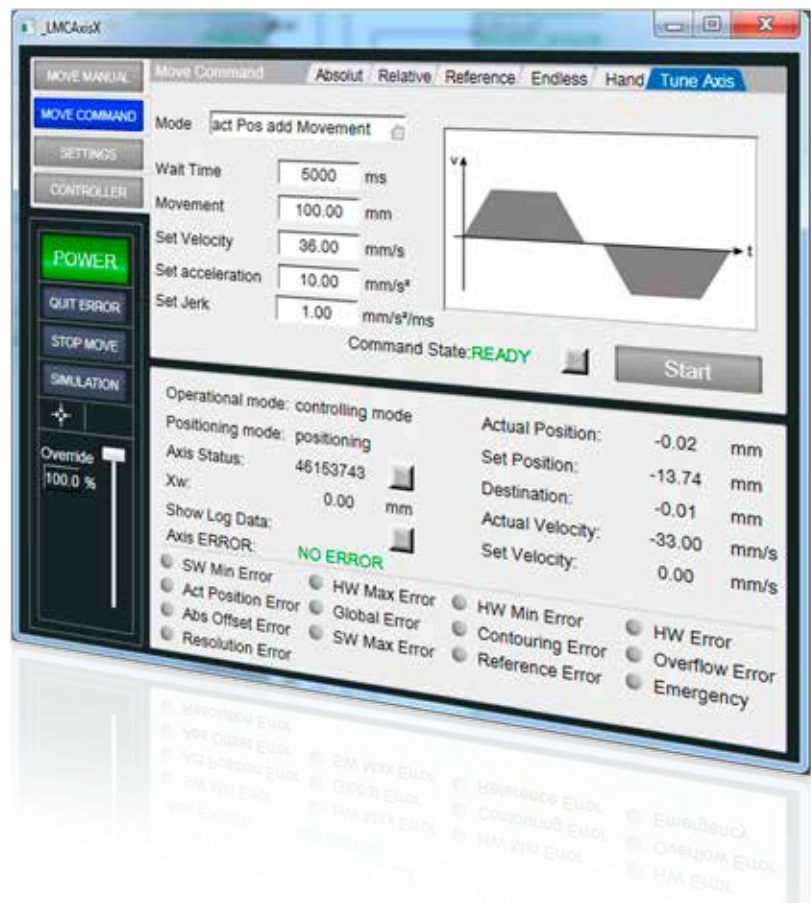 _LMCAxisX
MOVE MANUAL
MOVE COMMAND
SETTINGS
CONTROLLER
POWER
QUIT ERROR
STOP MOVE
SIMULATION
Override
100.0 %
Move Command Absolut Relative Reference Endless Hand Tune Axis
Mode act Pos add Movement
Wait Time 5000 ms
Movement 100.00 mm
Set Velocity 36.00 mm/s
Set acceleration 10.00 mm/s²
Set Jerk 1.00 mm/s²/ms
v
t
Command State:READY
Start
Operational mode: controlling mode
Positioning mode: positioning
Axis Status: 46153743
Xw: 0.00 mm
Show Log Data:
Axis ERROR: NO ERROR
Actual Position: -0.02 mm
Set Position: -13.74 mm
Destination: -0.01 mm
Actual Velocity: -33.00 mm/s
Set Velocity: 0.00 mm/s
SW Min Error HW Max Error HW Min Error HW Error
Act Position Error Global Error Contouring Error Overflow Error
Abs Offset Error SW Max Error Reference Error Emergency
Resolution Error